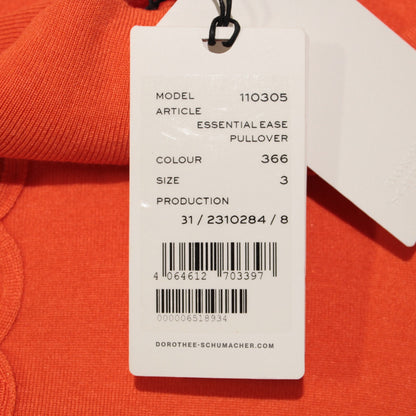 MODEL 110305
ARTICLE
ESSENTIAL EASE
PULLOVER
COLOUR 366
SIZE 3
PRODUCTION
31 / 2310284 / 8
4 064612 703397
000006518934
DOROTHEE-SCHUMACHER.COM